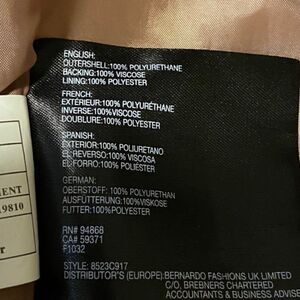 ENGLISH:
OUTERSHELL:100% POLYURETHANE
BACKING:100% VISCOSE
LINING:100% POLYESTER
FRENCH:
EXTÉRIEUR:100% POLYURÉTHANE
INVERSE:100%VISCOSE
DOUBLURE:100% POLYESTER
SPANISH:
EXTERIOR:100% POLIURETANO
EL REVERSO:100% VISCOSA
EL FORRO:100% POLIÉSTER
GERMAN:
OBERSTOFF: 100% POLYURETHAN
AUSFÜTTERUNG:100%VISKOSE
FUTTER:100%POLYESTER
RN# 94868
CA# 59371
F1032
STYLE: 8523C917
DISTRIBUTOR'S (EUROPE):BERNARDO FASHIONS UK LIMITED
C/O, BREBNERS CHARTERED
ACCOUNTANTS & BUSINESS ADVISE
MENT
19810